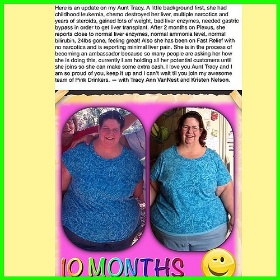 Here is an update on my Aunt Tracy. A little background first, she had
childhood leukemia, chemo destroyed her liver, multiple narcotics and
years of steroids, gained lots of weight, bad liver enzymes, needed gastric
bypass in order to get liver transplant. After 2 months on Plexus, she
reports close to normal liver enzymes, normal ammonia level, normal
bilirubin, 24lbs gone, feeling great! Also she has been on Fast Relief with
no narcotics and is reporting minimal liver pain. She is in the process of
becoming an ambassador because so many people are asking her how
she is doing this, currently I am holding all her potential customers until
she joins so she can make some extra cash. I love you Aunt Tracy and I
am so proud of you, keep it up and I can't wait til you join my awesome
team of Pink Drinkers. — with Tracy Ann VanNest and Kristen Nelson.
10 MONTHS